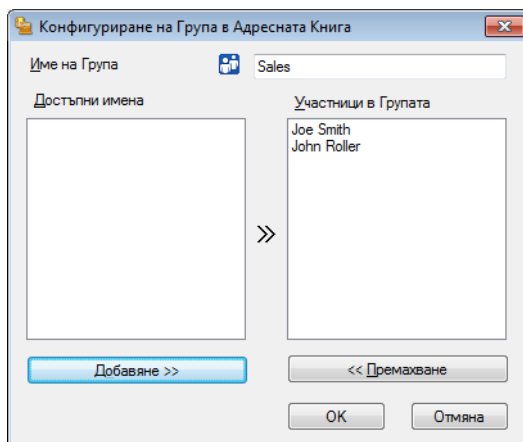 Конфигуриране на Група в Адресната Книга
Име на Група
Sales
Достъпни имена
Участници в Групата
Joe Smith
John Roller
Добавяне >>
<< Премахване
OK
Отмяна